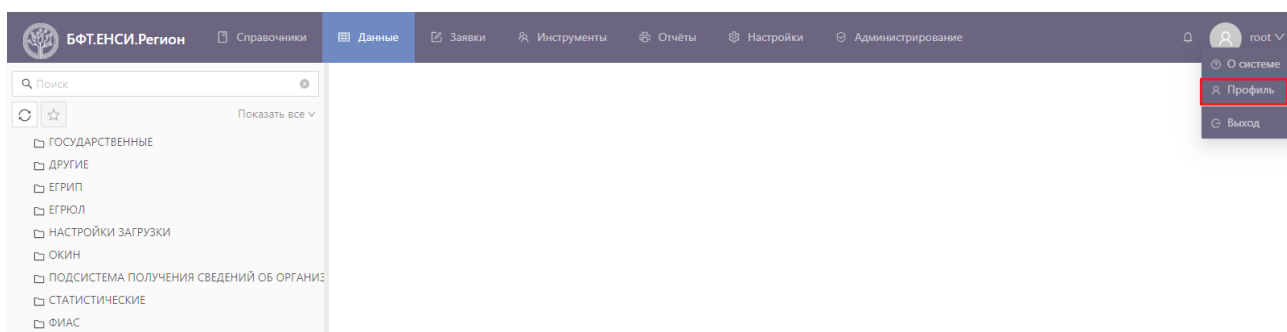 БФТ.ЕНСИ.Регион Справочники Данные Заявки Инструменты Отчёты Настройки Администрирование root
О системе
Профиль
Выход
Поиск
Показать все
ГОСУДАРСТВЕННЫЕ
ДРУГИЕ
ЕГРИП
ЕГРЮЛ
НАСТРОЙКИ ЗАГРУЗКИ
ОКИН
ПОДСИСТЕМА ПОЛУЧЕНИЯ СВЕДЕНИЙ ОБ ОРГАНИЗ
СТАТИСТИЧЕСКИЕ
ФИАС